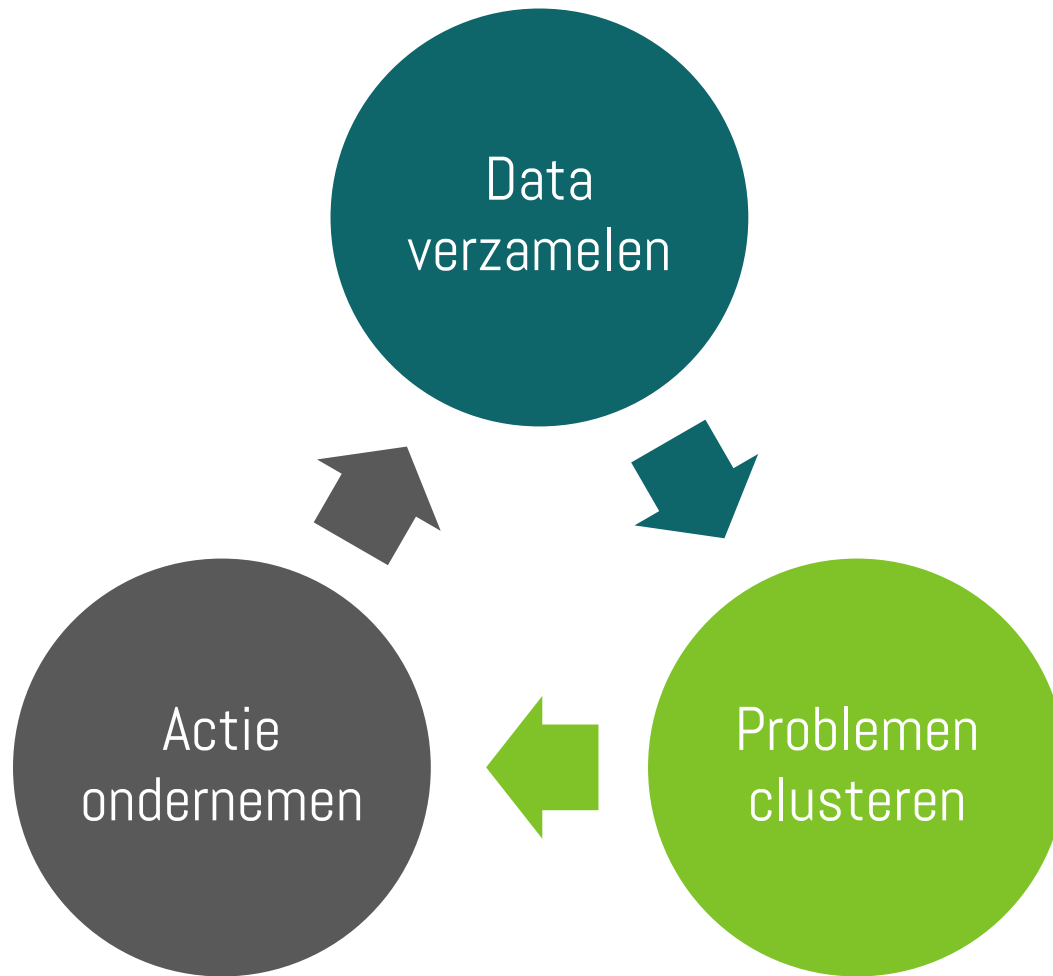 Data
verzamelen
Problemen
clusteren
Actie
ondernemen